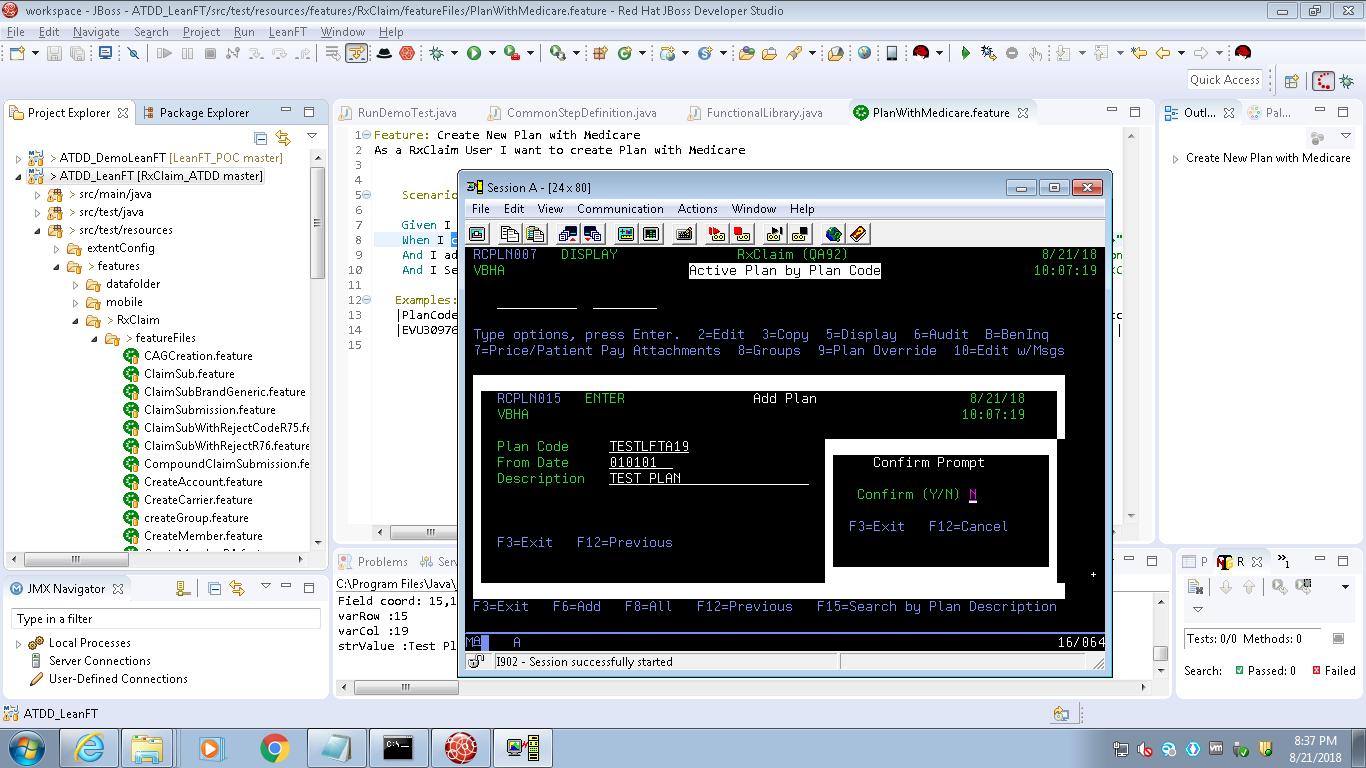 workspace - JBoss - ATDD_LeanFT/src/test/resources/features/RxClaim/featureFiles/PlanWithMedicare.feature - Red Hat JBoss Developer Studio
File Edit Navigate Search Project Run LeanFT Window Help
Quick Access
Project Explorer
Package Explorer
> ATDD_DemoLeanFT [LeanFT_POC master]
> ATDD_LeanFT [RxClaim_ATDD master]
> src/main/java
> src/test/java
> src/test/resources
extentConfig
> features
datafolder
mobile
> RxClaim
> featureFiles
CAGCreation.feature
ClaimSub.feature
ClaimSubBrandGeneric.feature
ClaimSubmission.feature
ClaimSubWithRejectCodeR75.fe
ClaimSubWithRejectR76.feature
CompoundClaimSubmission.fe
CreateAccount.feature
CreateCarrier.feature
createGroup.feature
CreateMember.feature
RunDemoTest.java
CommonStepDefinition.java
FunctionalLibrary.java
PlanWithMedicare.feature
1 Feature: Create New Plan with Medicare
2 As a RxClaim User I want to create Plan with Medicare
3
4
5 Scenario
6
7 Given I
8 When I c
9 And I ad
10 And I Se
11
12 Examples:
13 |PlanCode
14 |EVU30976
15
Outl...
Pal...
Create New Plan with Medicare
Session A - [24 x 80]
File Edit View Communication Actions Window Help
RCPLN007 DISPLAY RxClaim (QA92) 8/21/18
VBHA Active Plan by Plan Code 10:07:19
Type options, press Enter. 2=Edit 3=Copy 5=Display 6=Audit B=BenInq
7=Price/Patient Pay Attachments 8=Groups 9=Plan Override 10=Edit w/Msgs
RCPLN015 ENTER Add Plan 8/21/18
VBHA 10:07:19
Plan Code TESTLFTA19
From Date 010101
Description TEST PLAN
F3=Exit F12=Previous
Confirm Prompt
Confirm (Y/N) N
F3=Exit F12=Cancel
F3=Exit F6=Add F8=All F12=Previous F15=Search by Plan Description
MA A 16/064
I902 - Session successfully started
JMX Navigator
Type in a filter
Local Processes
Server Connections
User-Defined Connections
Problems
Serv
C:\Program Files\Java\
Field coord: 15,1
varRow :15
varCol :19
strValue :Test Pl
P
R
Tests: 0/0 Methods: 0
Search: Passed: 0 Failed
ATDD_LeanFT
8:37 PM
8/21/2018